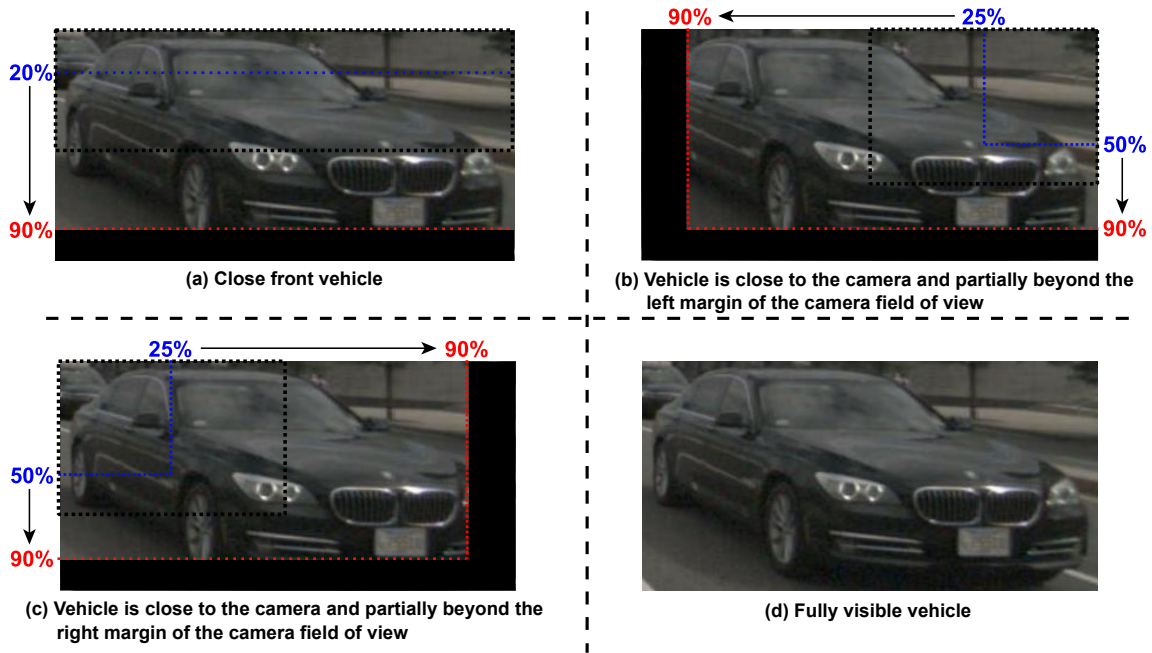 20%
90%
(a) Close front vehicle
90%
25%
50%
90%
(b) Vehicle is close to the camera and partially beyond the
left margin of the camera field of view
25%
90%
50%
90%
(c) Vehicle is close to the camera and partially beyond the
right margin of the camera field of view
(d) Fully visible vehicle